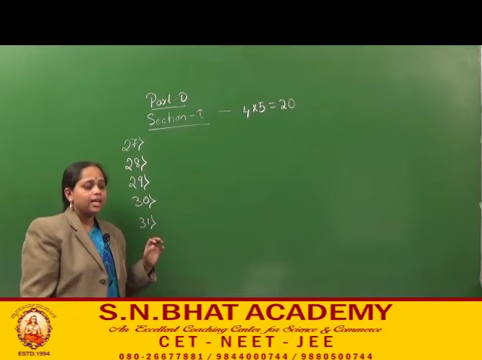 Part-D
Section-I — 4×5=20
27>
28>
29>
30>
31>
S.N.BHAT ACADEMY
An Excellent Coaching Center for Science & Commerce
CET - NEET - JEE
ESTD:1994
080-26677881 / 9844000744 / 9880500744